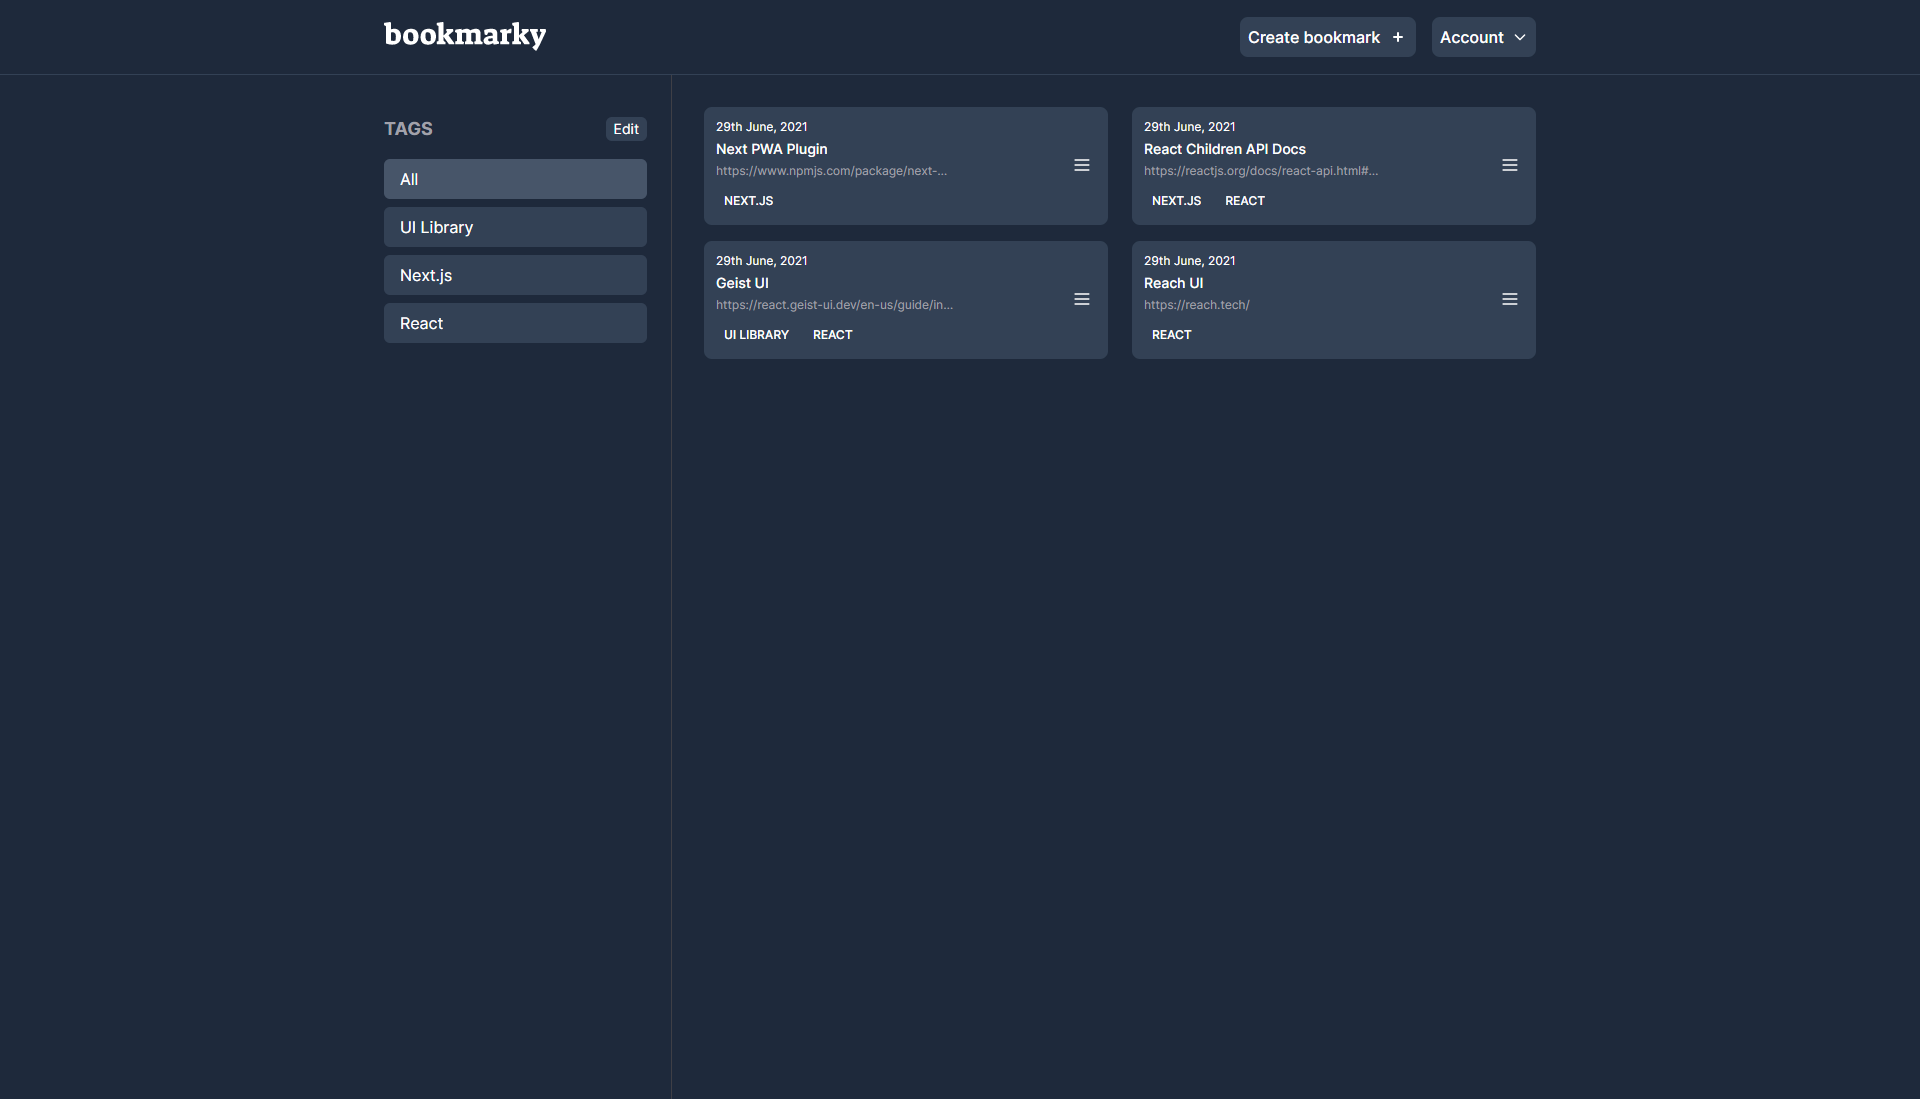 bookmarky
Create bookmark +
Account
TAGS
Edit
All
UI Library
Next.js
React
29th June, 2021
Next PWA Plugin
https://www.npmjs.com/package/next-...
NEXT.JS
29th June, 2021
React Children API Docs
https://reactjs.org/docs/react-api.html#...
NEXT.JS REACT
29th June, 2021
Geist UI
https://react.geist-ui.dev/en-us/guide/in...
UI LIBRARY REACT
29th June, 2021
Reach UI
https://reach.tech/
REACT